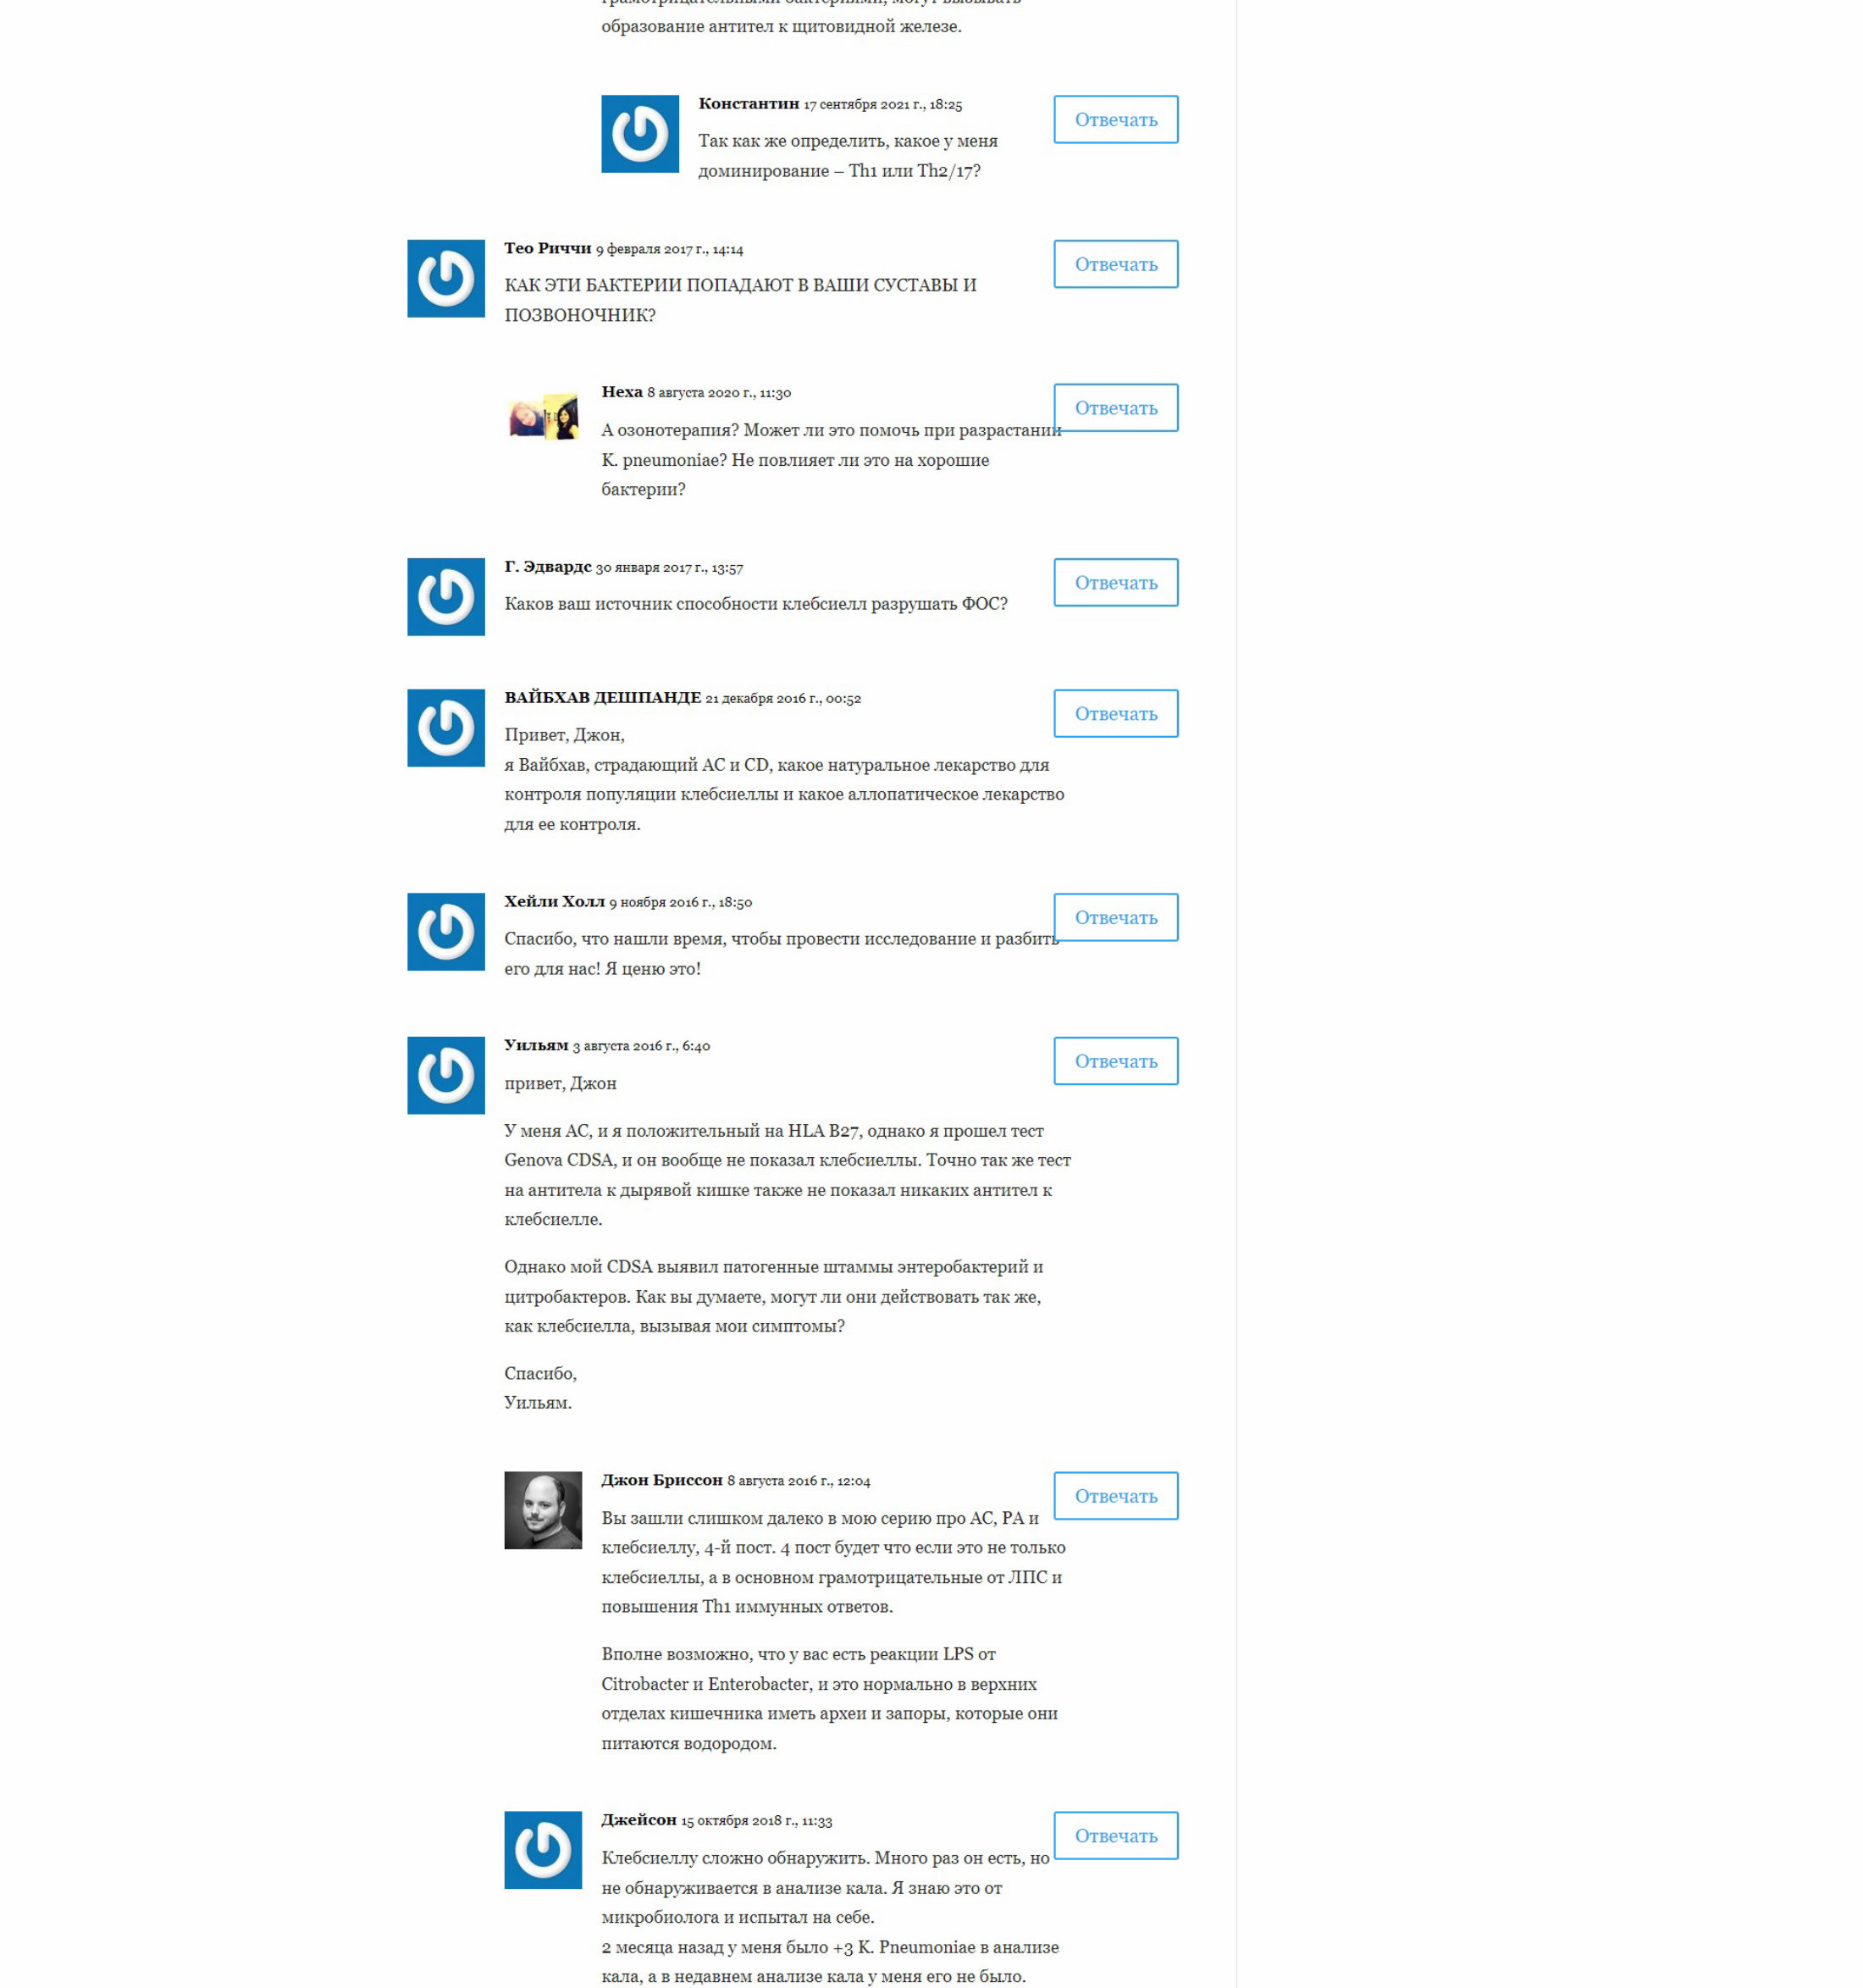 образование антител к щитовидной железе.
Константин 17 сентября 2021 г., 18:25
Отвечать
Так как же определить, какое у меня
доминирование – Th1 или Th2/17?
Тео Риччи 9 февраля 2017 г., 14:14
Отвечать
КАК ЭТИ БАКТЕРИИ ПОПАДАЮТ В ВАШИ СУСТАВЫ И
ПОЗВОНОЧНИК?
Неха 8 августа 2020 г., 11:30
Отвечать
А озонотерапия? Может ли это помочь при разрастании
K. pneumoniae? Не повлияет ли это на хорошие
бактерии?
Г. Эдвардс 30 января 2017 г., 13:57
Отвечать
Каков ваш источник способности клебсиелл разрушать ФОС?
ВАЙБХАВ ДЕШПАНДЕ 21 декабря 2016 г., 00:52
Отвечать
Привет, Джон,
я Вайбхав, страдающий АС и CD, какое натуральное лекарство для
контроля популяции клебсиеллы и какое аллопатическое лекарство
для ее контроля.
Хейли Холл 9 ноября 2016 г., 18:50
Отвечать
Спасибо, что нашли время, чтобы провести исследование и разбить
его для нас! Я ценю это!
Уильям 3 августа 2016 г., 6:40
Отвечать
привет, Джон
У меня АС, и я положительный на HLA B27, однако я прошел тест
Genova CDSA, и он вообще не показал клебсиеллы. Точно так же тест
на антитела к дырявой кишке также не показал никаких антител к
клебсиелле.
Однако мой CDSA выявил патогенные штаммы энтеробактерий и
цитробактеров. Как вы думаете, могут ли они действовать так же,
как клебсиелла, вызывая мои симптомы?
Спасибо,
Уильям.
Джон Бриссон 8 августа 2016 г., 12:04
Отвечать
Вы зашли слишком далеко в мою серию про АС, РА и
клебсиеллу, 4-й пост. 4 пост будет что если это не только
клебсиеллы, а в основном грамотрицательные от ЛПС и
повышения Th1 иммунных ответов.
Вполне возможно, что у вас есть реакции LPS от
Citrobacter и Enterobacter, и это нормально в верхних
отделах кишечника иметь археи и запоры, которые они
питаются водородом.
Джейсон 15 октября 2018 г., 11:33
Отвечать
Клебсиеллу сложно обнаружить. Много раз он есть, но
не обнаруживается в анализе кала. Я знаю это от
микробиолога и испытал на себе.
2 месяца назад у меня было +3 K. Pneumoniae в анализе
кала, а в недавнем анализе кала у меня его не было.